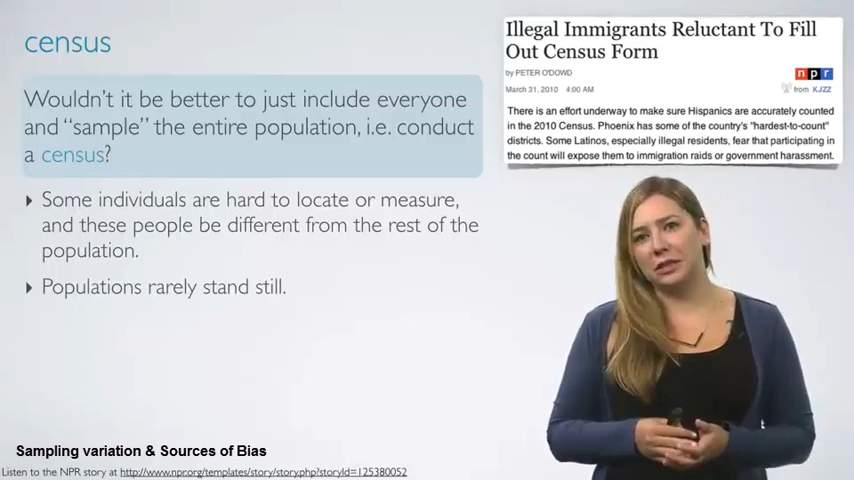 census
Wouldn't it be better to just include everyone
and “sample” the entire population, i.e. conduct
a census?
Some individuals are hard to locate or measure,
and these people be different from the rest of the
population.
Populations rarely stand still.
Illegal Immigrants Reluctant To Fill
Out Census Form
by PETER O'DOWD
npr
March 31, 2010 4:00 AM
from KJZZ
There is an effort underway to make sure Hispanics are accurately counted
in the 2010 Census. Phoenix has some of the country's "hardest-to-count"
districts. Some Latinos, especially illegal residents, fear that participating in
the count will expose them to immigration raids or government harassment.
Sampling variation & Sources of Bias
Listen to the NPR story at http://www.npr.org/templates/story/story.php?storyId=125380052